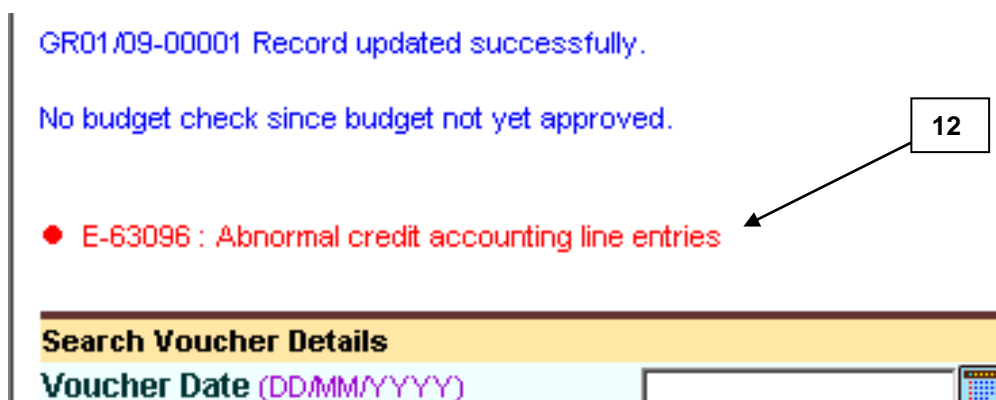 GR01/09-00001 Record updated successfully.
No budget check since budget not yet approved.
12
E-63096 : Abnormal credit accounting line entries
Search Voucher Details
Voucher Date (DD/MM/YYYY)